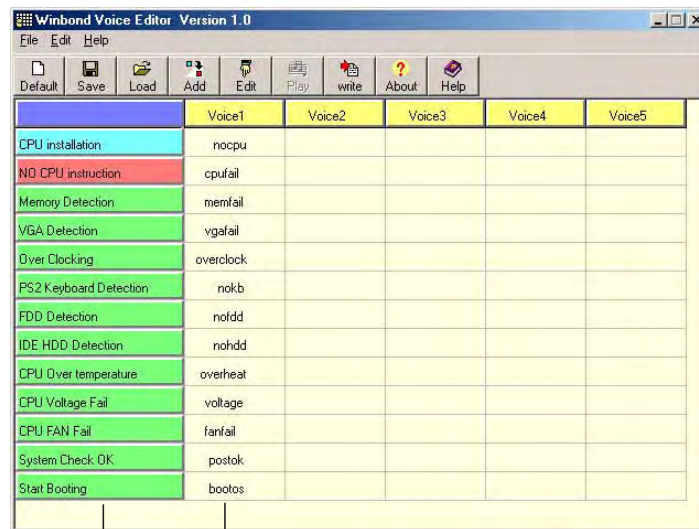 Winbond Voice Editor Version 1.0
File Edit Help
Default Save Load Add Edit Play write About Help
Voice1 Voice2 Voice3 Voice4 Voice5
CPU installation nocpu
NO CPU instruction cpufail
Memory Detection memfail
VGA Detection vgafail
Over Clocking overclock
PS2 Keyboard Detection nokb
FDD Detection nofdd
IDE HDD Detection nohdd
CPU Over temperature overheat
CPU Voltage Fail voltage
CPU FAN Fail fanfail
System Check OK postok
Start Booting bootos